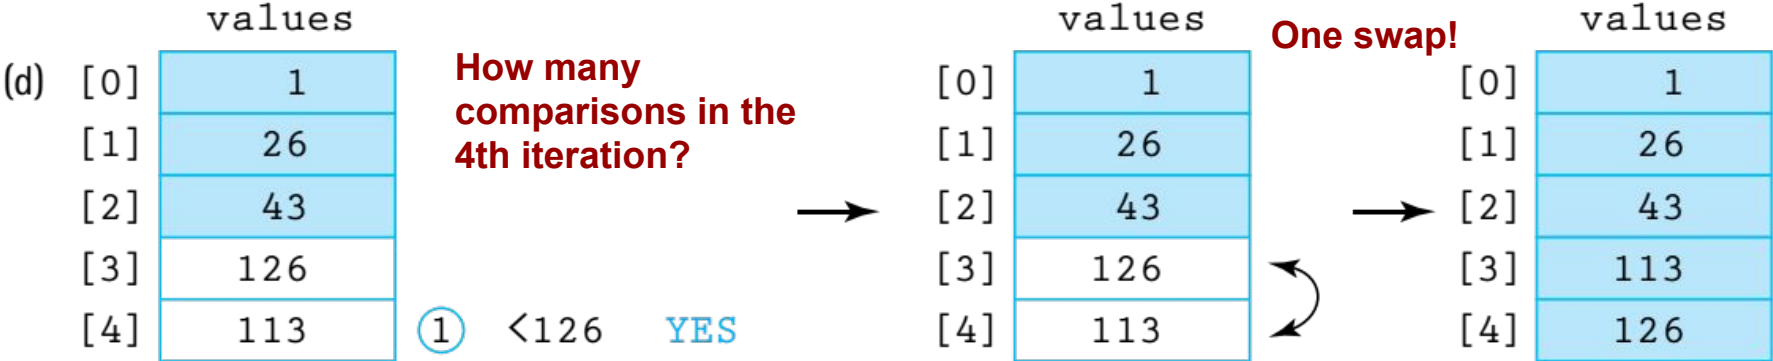 values values values
(d) [0] 1 How many comparisons in the 4th iteration? [0] 1 One swap! [0] 1
[1] 26 [1] 26 [1] 26
[2] 43 [2] 43 [2] 43
[3] 126 [3] 126 [3] 113
[4] 113 1 <126 YES [4] 113 [4] 126